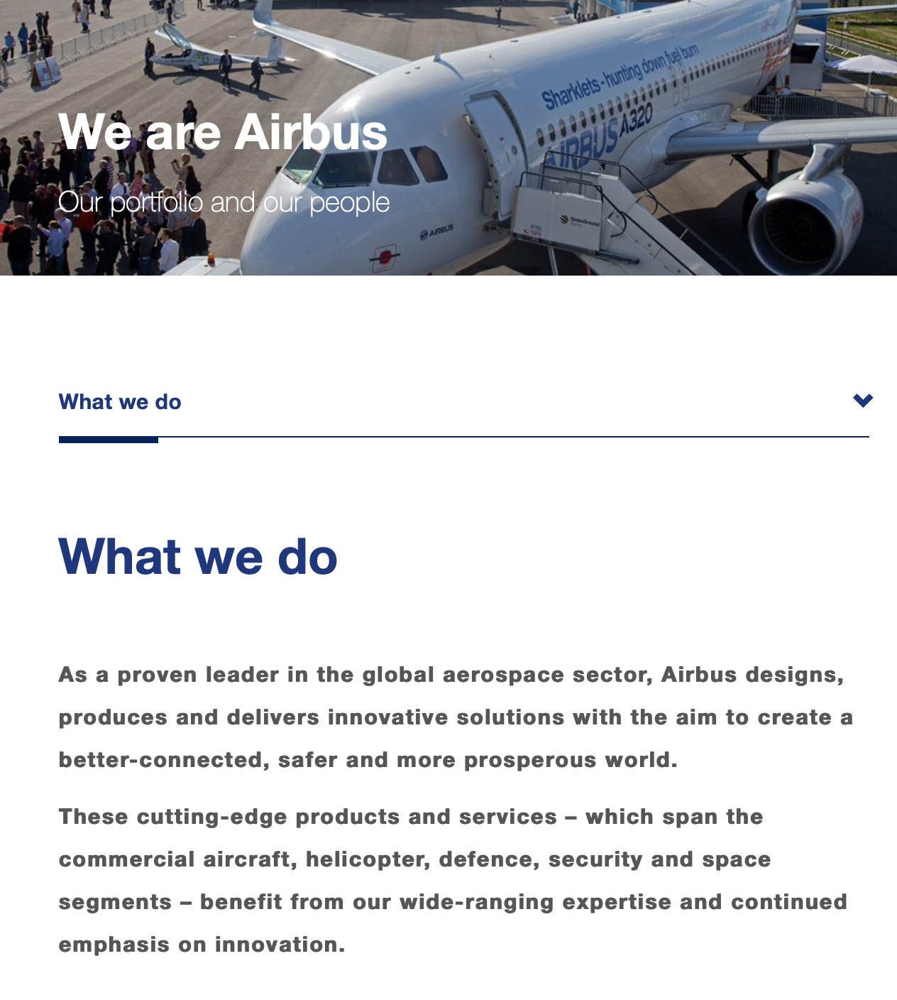 Sharklets - hunting down fuel burn
AIRBUS A320
We are Airbus
Our portfolio and our people
AIRBUS
GlobeGround
What we do
What we do
As a proven leader in the global aerospace sector, Airbus designs,
produces and delivers innovative solutions with the aim to create a
better-connected, safer and more prosperous world.
These cutting-edge products and services – which span the
commercial aircraft, helicopter, defence, security and space
segments – benefit from our wide-ranging expertise and continued
emphasis on innovation.